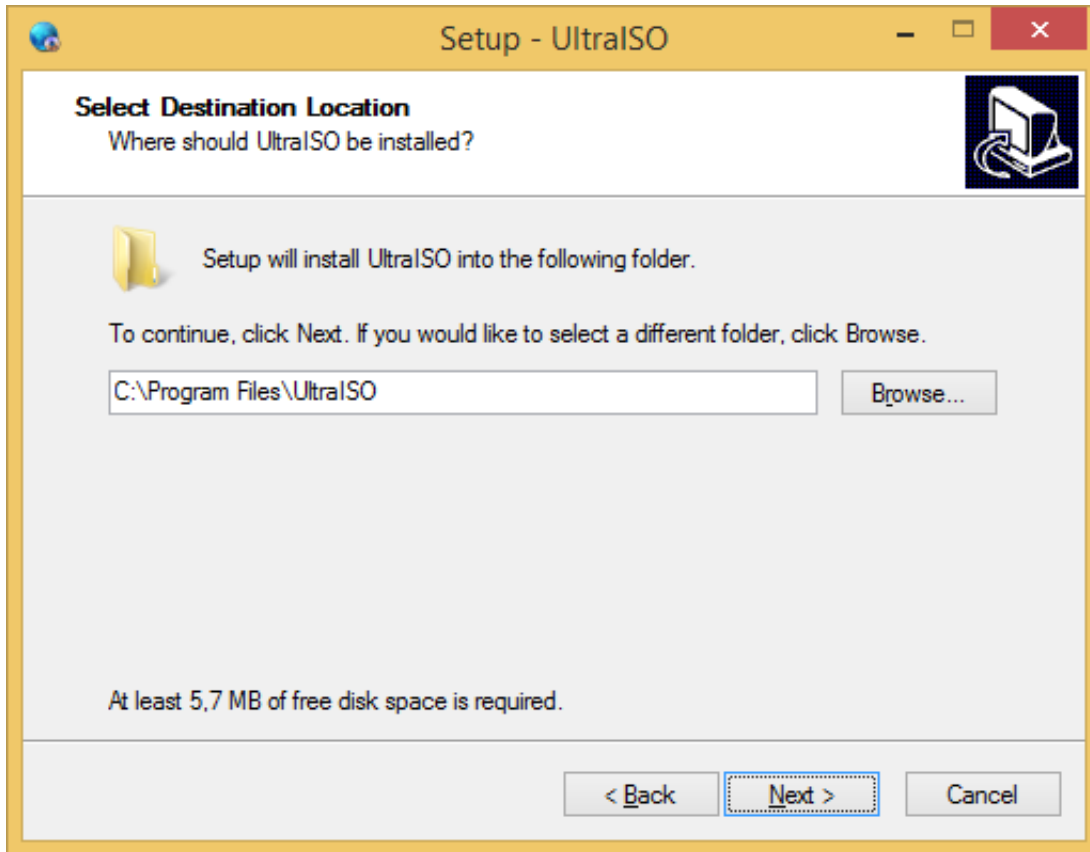 Setup - UltraISO
Select Destination Location
Where should UltraISO be installed?
Setup will install UltraISO into the following folder.
To continue, click Next. If you would like to select a different folder, click Browse.
C:\Program Files\UltraISO
Browse...
At least 5,7 MB of free disk space is required.
< Back
Next >
Cancel